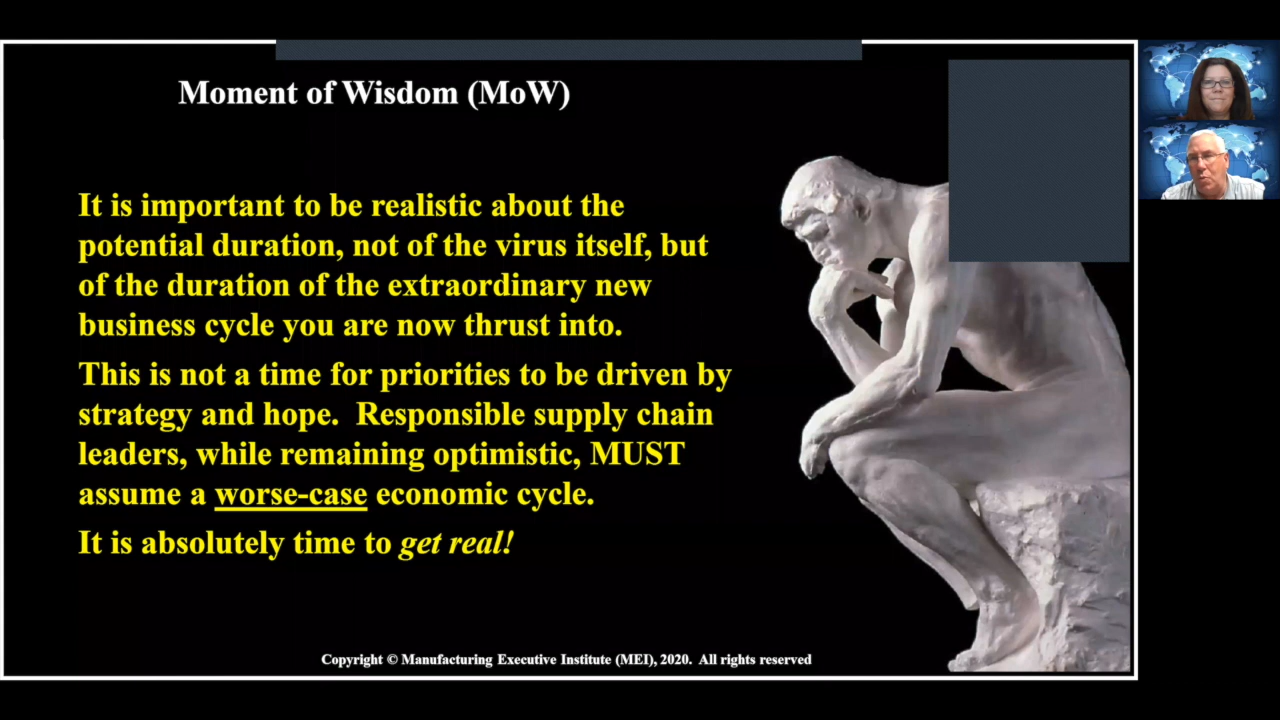 Moment of Wisdom (MoW)
It is important to be realistic about the
potential duration, not of the virus itself, but
of the duration of the extraordinary new
business cycle you are now thrust into.
This is not a time for priorities to be driven by
strategy and hope.  Responsible supply chain
leaders, while remaining optimistic, MUST
assume a worse-case economic cycle.
It is absolutely time to get real!
Copyright © Manufacturing Executive Institute (MEI), 2020.  All rights reserved